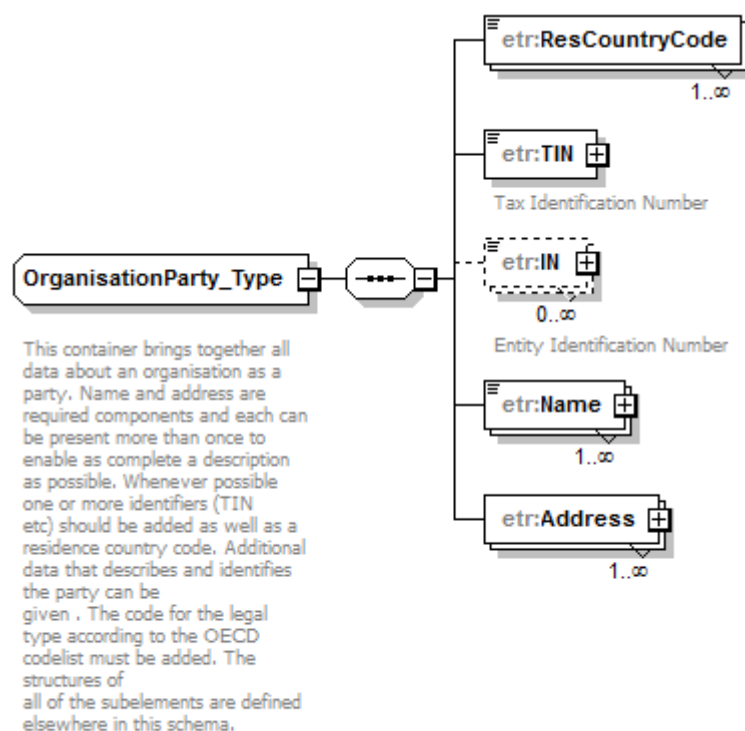 etr:ResCountryCode
1..∞
etr:TIN
Tax Identification Number
etr:IN
0..∞
Entity Identification Number
OrganisationParty_Type
This container brings together all
data about an organisation as a
party. Name and address are
required components and each can
be present more than once to
enable as complete a description
as possible. Whenever possible
one or more identifiers (TIN
etc) should be added as well as a
residence country code. Additional
data that describes and identifies
the party can be
given . The code for the legal
type according to the OECD
codelist must be added. The
structures of
all of the subelements are defined
elsewhere in this schema.
etr:Name
1..∞
etr:Address
1..∞